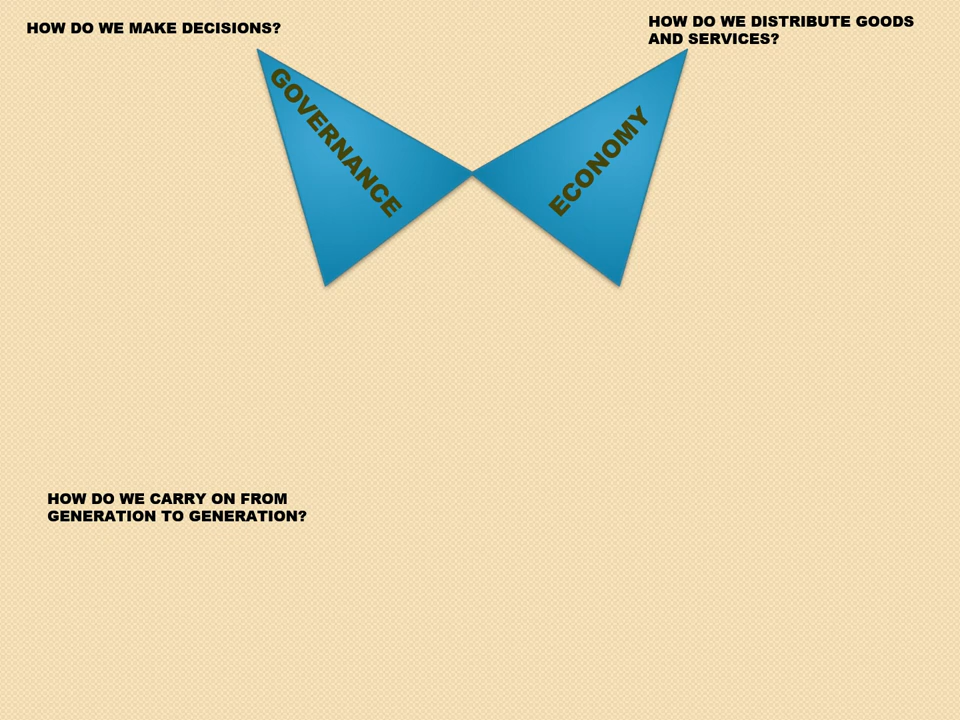 HOW DO WE MAKE DECISIONS?
HOW DO WE DISTRIBUTE GOODS
AND SERVICES?
GOVERNANCE
ECONOMY
HOW DO WE CARRY ON FROM
GENERATION TO GENERATION?